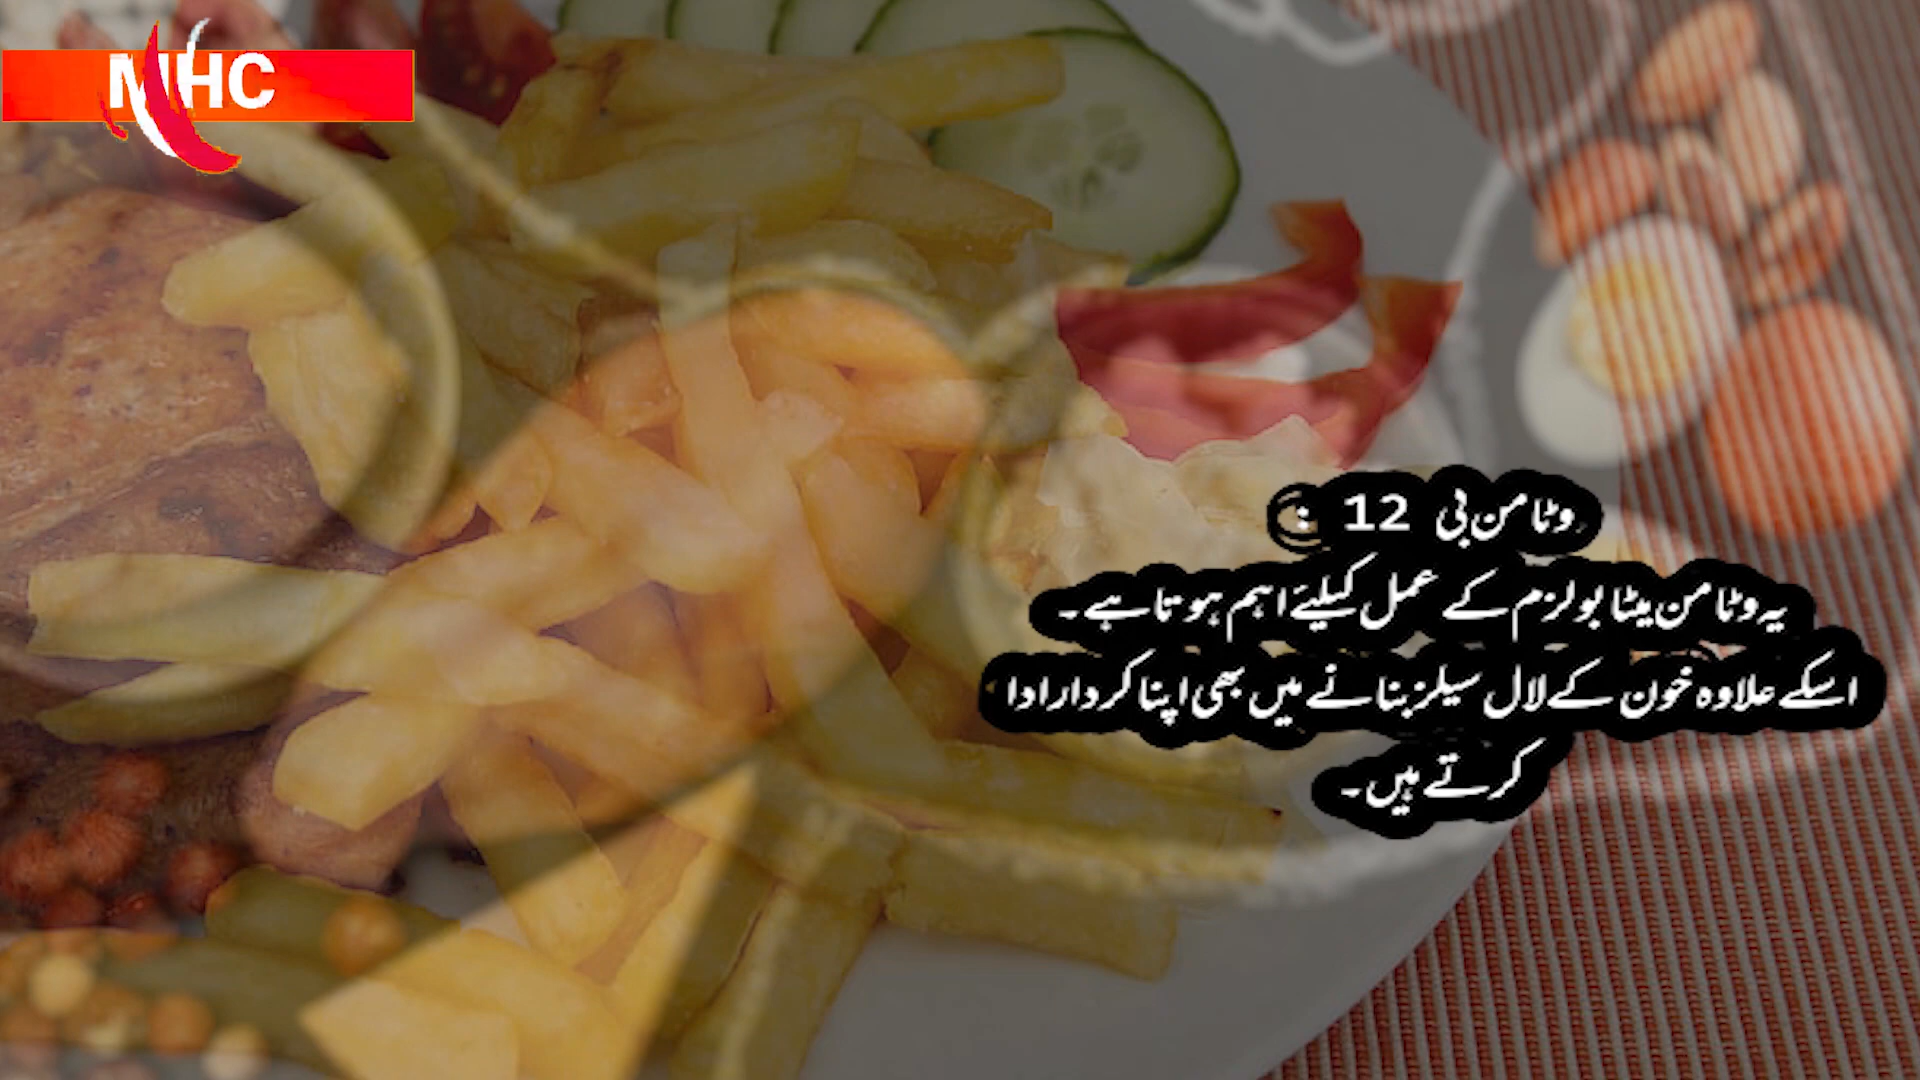 MHC
وٹامن بی 12 :
یہ وٹامن میٹابولزم کے عمل کیلیئے اہم ہوتا ہے۔
اسکے علاوہ خون کے لال سیلز بنانے میں بھی اپنا کردار ادا
کرتے ہیں۔